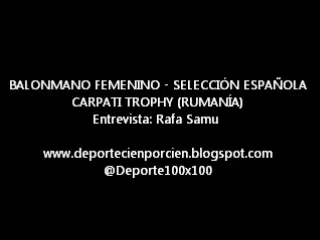 BALONMANO FEMENINO - SELECCIÓN ESPAÑOLA
CARPATI TROPHY (RUMANÍA)
Entrevista: Rafa Samu
www.deportecienporcien.blogspot.com
@Deporte100x100